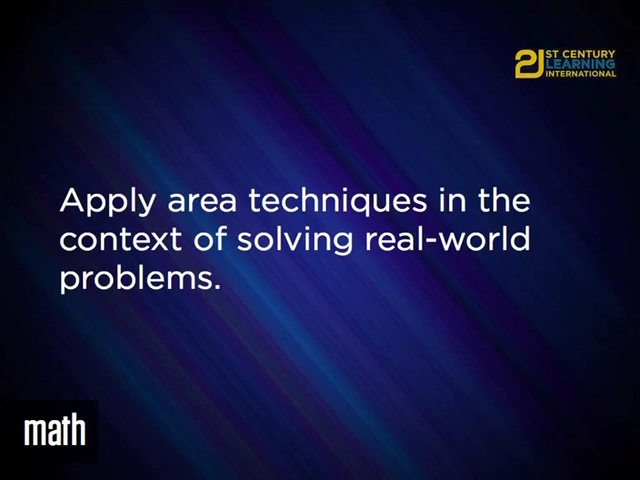 21ST CENTURY
LEARNING
INTERNATIONAL
Apply area techniques in the
context of solving real-world
problems.
math